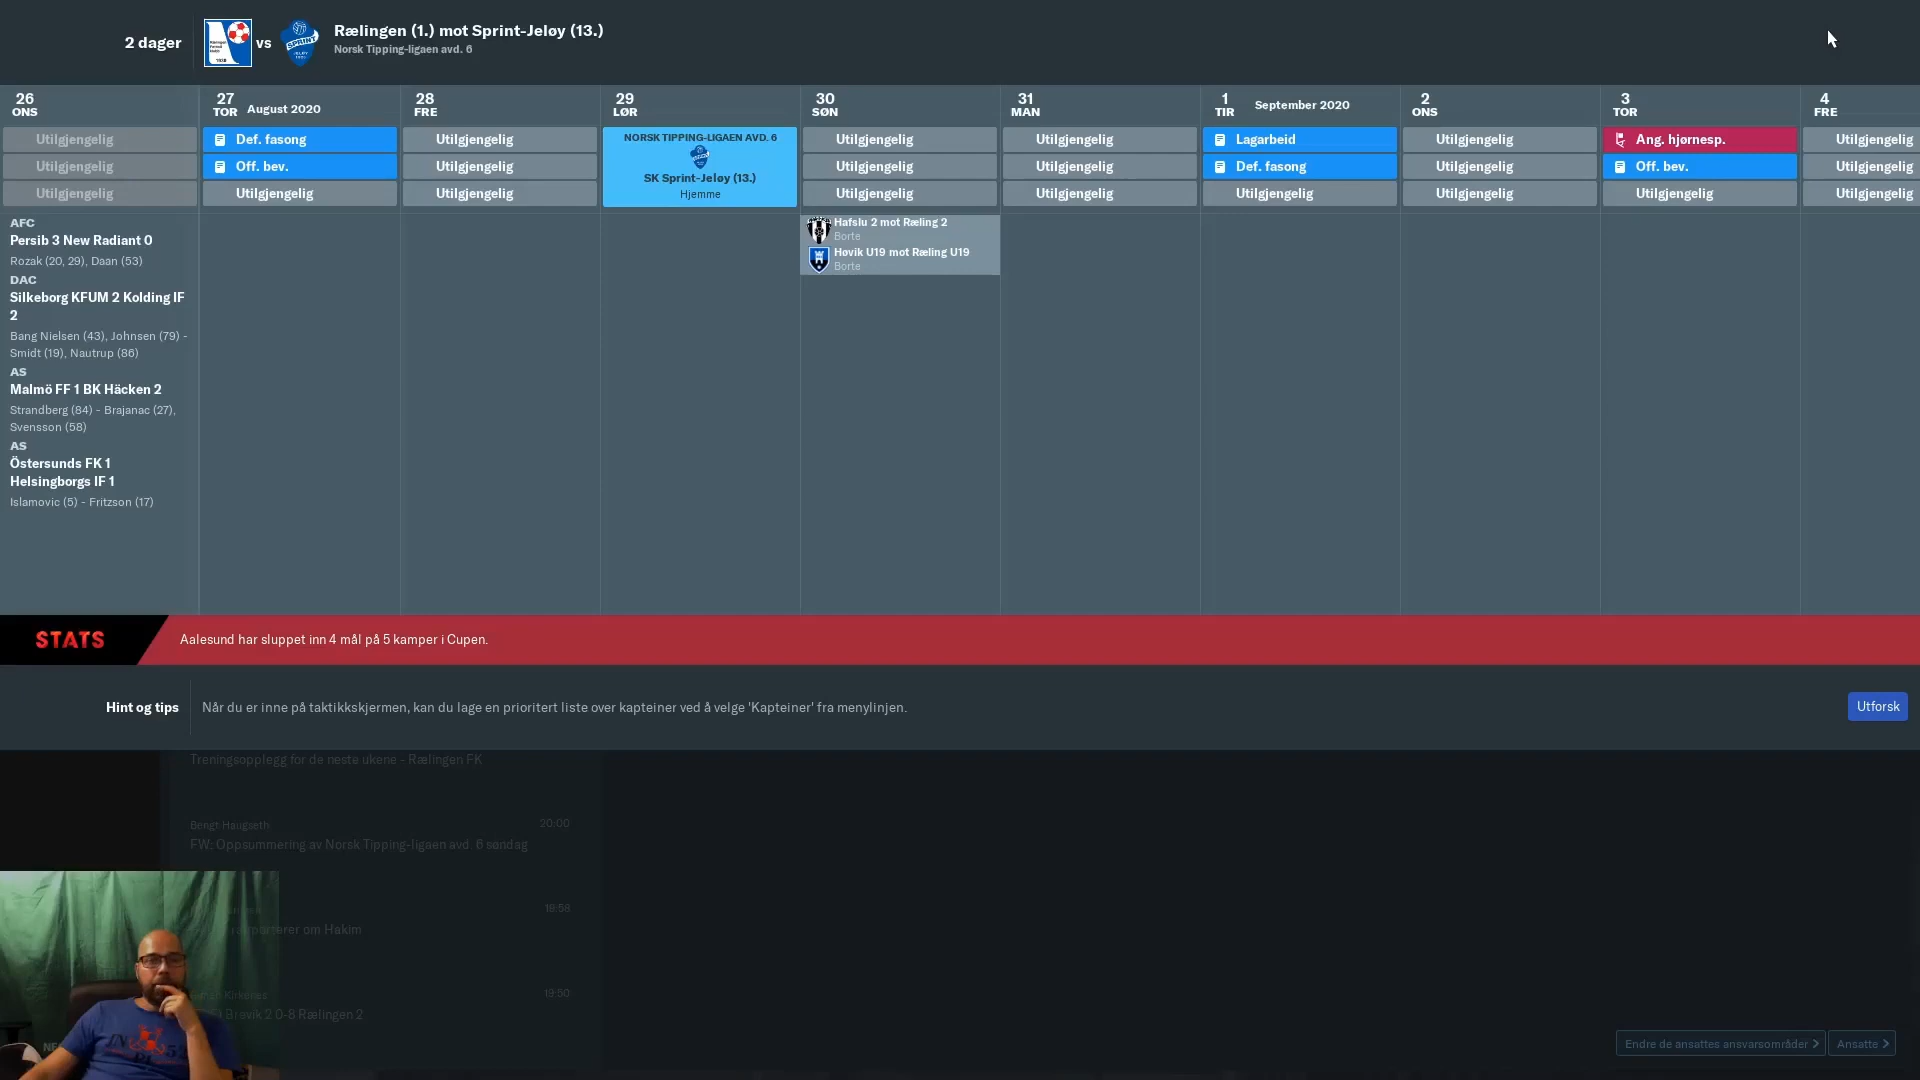 2 dager
vs
Rælingen (1.) mot Sprint-Jeløy (13.)
Norsk Tipping-ligaen avd. 6
26
ONS
27
TOR
August 2020
28
FRE
29
LØR
30
SØN
31
MAN
1
TIR
September 2020
2
ONS
3
TOR
4
FRE
Utilgjengelig
Utilgjengelig
Utilgjengelig
Def. fasong
Off. bev.
Utilgjengelig
Utilgjengelig
Utilgjengelig
Utilgjengelig
NORSK TIPPING-LIGAEN AVD. 6
SK Sprint-Jeløy (13.)
Hjemme
Utilgjengelig
Utilgjengelig
Utilgjengelig
Utilgjengelig
Utilgjengelig
Utilgjengelig
Lagarbeid
Def. fasong
Utilgjengelig
Utilgjengelig
Utilgjengelig
Utilgjengelig
Ang. hjørnesp.
Off. bev.
Utilgjengelig
Utilgjengelig
Utilgjengelig
Utilgjengelig
Hafslu 2 mot Ræling 2
Borte
Høvik U19 mot Ræling U19
Borte
AFC
Persib 3 New Radiant 0
Rozak (20, 29), Daan (53)
DAC
Silkeborg KFUM 2 Kolding IF
2
Bang Nielsen (43), Johnsen (79) -
Smidt (19), Nautrup (86)
AS
Malmö FF 1 BK Häcken 2
Strandberg (84) - Brajanac (27),
Svensson (58)
AS
Östersunds FK 1
Helsingborgs IF 1
Islamovic (5) - Fritzson (17)
STATS
Aalesund har sluppet inn 4 mål på 5 kamper i Cupen.
Hint og tips
Når du er inne på taktikkskjermen, kan du lage en prioritert liste over kapteiner ved å velge 'Kapteiner' fra menylinjen.
Utforsk
Treningsopplegg for de neste ukene - Rælingen FK
Bengt Haugseth
20:00
FW: Oppsummering av Norsk Tipping-ligaen avd. 6 søndag
19:58
om Hakim
Kirkenes
19:50
Brevik 2 0-8 Rælingen 2
Endre de ansattes ansvarsområder >
Ansatte >